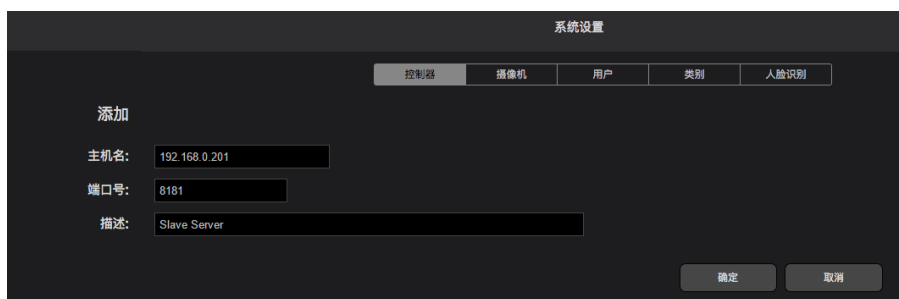 系统设置
控制器 摄像机 用户 类别 人脸识别
添加
主机名: 192.168.0.201
端口号: 8181
描述: Slave Server
确定 取消